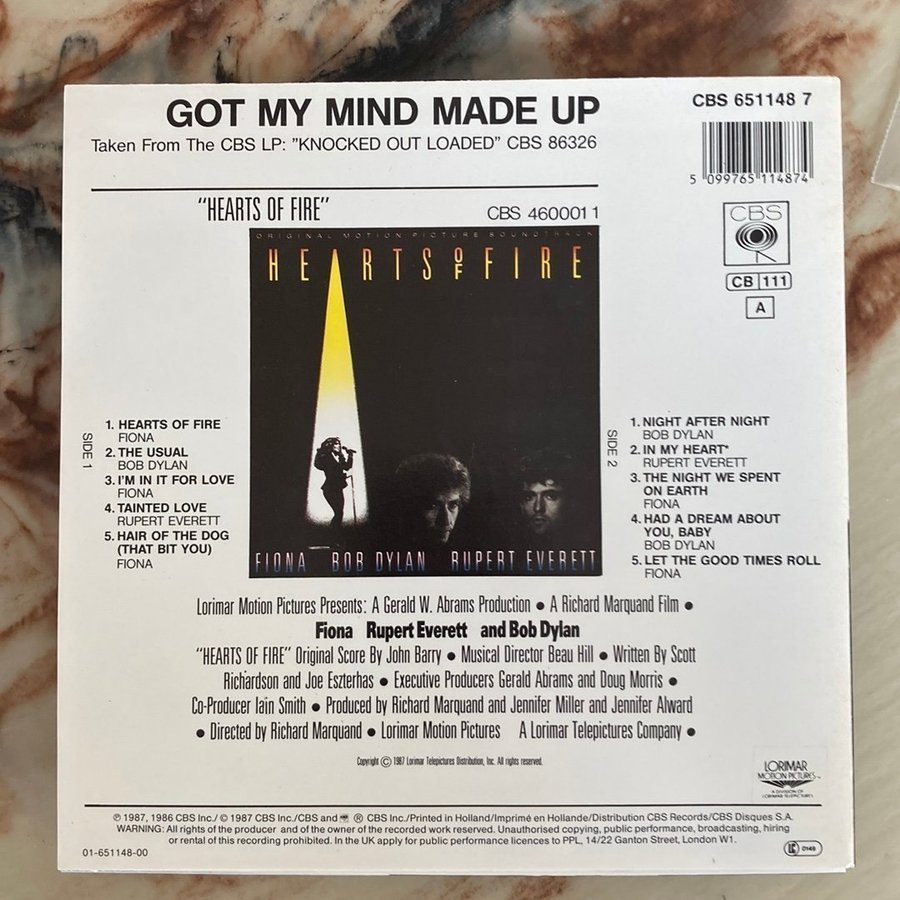 GOT MY MIND MADE UP
Taken From The CBS LP: "KNOCKED OUT LOADED" CBS 86326
CBS 651148 7
5 099765 114874
CBS
CB 111
A
"HEARTS OF FIRE"
CBS 460001 1
ORIGINAL MOTION PICTURE SOUNDTRACK
HEARTS OF FIRE
FIONA BOB DYLAN RUPERT EVERETT
SIDE 1
1. HEARTS OF FIRE
FIONA
2. THE USUAL
BOB DYLAN
3. I'M IN IT FOR LOVE
FIONA
4. TAINTED LOVE
RUPERT EVERETT
5. HAIR OF THE DOG
(THAT BIT YOU)
FIONA
SIDE 2
1. NIGHT AFTER NIGHT
BOB DYLAN
2. IN MY HEART*
RUPERT EVERETT
3. THE NIGHT WE SPENT
ON EARTH
FIONA
4. HAD A DREAM ABOUT
YOU, BABY
BOB DYLAN
5. LET THE GOOD TIMES ROLL
FIONA
Lorimar Motion Pictures Presents: A Gerald W. Abrams Production ● A Richard Marquand Film ●
Fiona Rupert Everett and Bob Dylan
"HEARTS OF FIRE" Original Score By John Barry ● Musical Director Beau Hill ● Written By Scott
Richardson and Joe Eszterhas ● Executive Producers Gerald Abrams and Doug Morris ●
Co-Producer Iain Smith ● Produced by Richard Marquand and Jennifer Miller and Jennifer Alward
● Directed by Richard Marquand ● Lorimar Motion Pictures A Lorimar Telepictures Company ●
Copyright © 1987 Lorimar Telepictures Distribution, Inc. All rights reserved.
LORIMAR
MOTION PICTURES™
A DIVISION OF
LORIMAR TELEPICTURES
℗ 1987, 1986 CBS Inc./ © 1987 CBS Inc./CBS and ® CBS Inc./Printed in Holland/Imprimé en Hollande/Distribution CBS Records/CBS Disques S.A.
WARNING: All rights of the producer and of the owner of the recorded work reserved. Unauthorised copying, public performance, broadcasting, hiring
or rental of this recording prohibited. In the UK apply for public performance licences to PPL, 14/22 Ganton Street, London W1.
01-651148-00
LC 0149